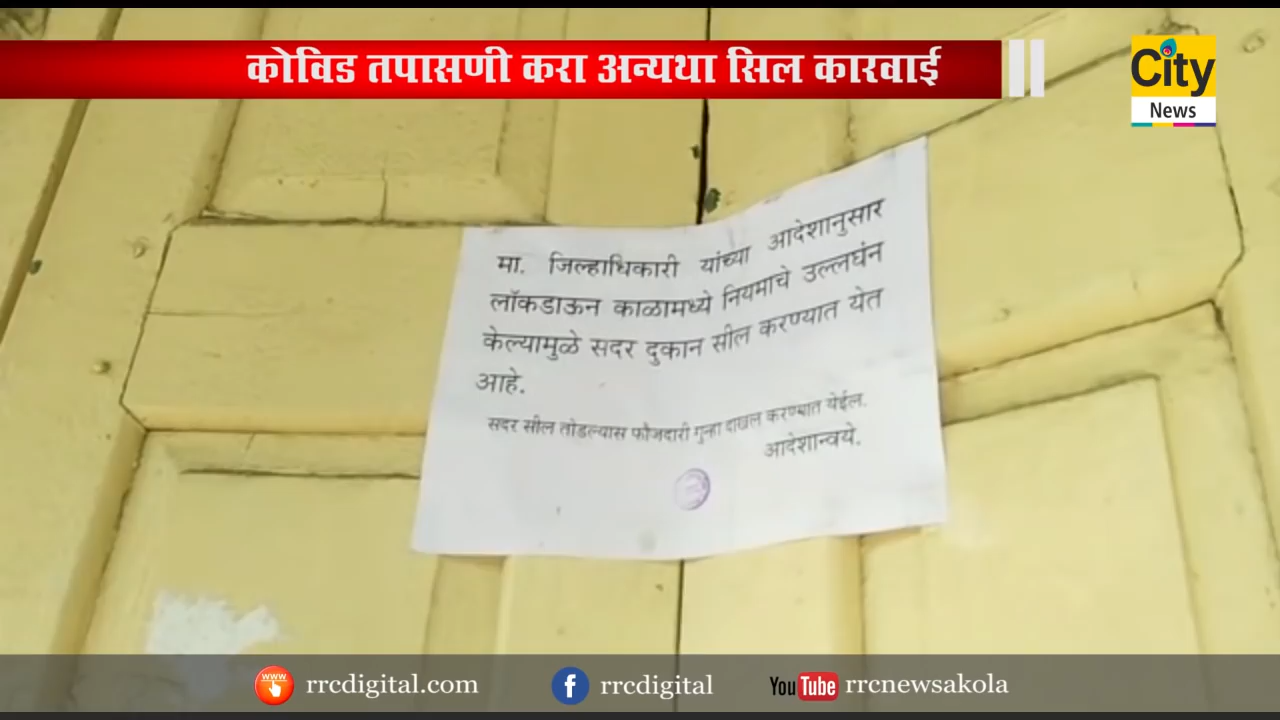 कोविड तपासणी करा अन्यथा सिल कारवाई
City
News
मा. जिल्हाधिकारी यांच्या आदेशानुसार
लॉकडाऊन काळामध्ये नियमाचे उल्लघंन
केल्यामुळे सदर दुकान सील करण्यात येत
आहे.
सदर सील तोडल्यास फौजदारी गुन्हा दाखल करण्यात येईल.
आदेशान्वये.
www
rrcdigital.com
f
rrcdigital
YouTube
rrcnewsakola